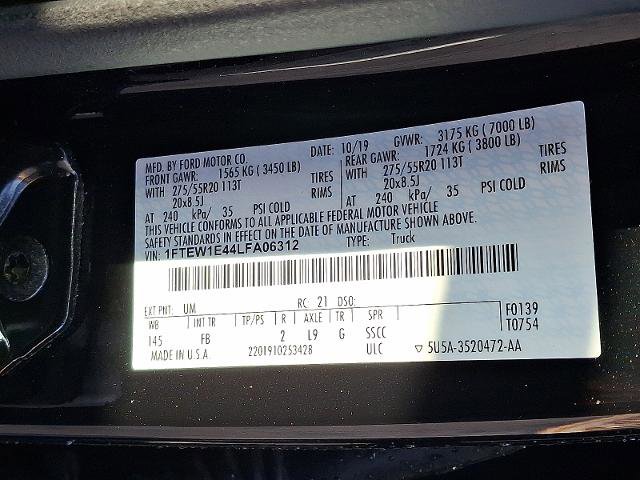 MFD. BY FORD MOTOR CO. DATE: 10/19 GVWR: 3175 KG ( 7000 LB)
FRONT GAWR: 1565 KG ( 3450 LB) REAR GAWR: 1724 KG ( 3800 LB)
WITH 275/55R20 113T TIRES WITH 275/55R20 113T TIRES
20x8.5J RIMS 20x8.5J RIMS
AT 240 kPa/ 35 PSI COLD AT 240 kPa/ 35 PSI COLD
THIS VEHICLE CONFORMS TO ALL APPLICABLE FEDERAL MOTOR VEHICLE
SAFETY STANDARDS IN EFFECT ON THE DATE OF MANUFACTURE SHOWN ABOVE.
VIN: 1FTEW1E44LFA06312 TYPE: Truck
EXT PNT: UM RC: 21 DSO: F0139
WB INT TR TP/PS R AXLE TR SPR T0754
145 FB 2 L9 G SSCC
MADE IN U.S.A. 2201910253428 ULC ▽ 5U5A-3520472-AA